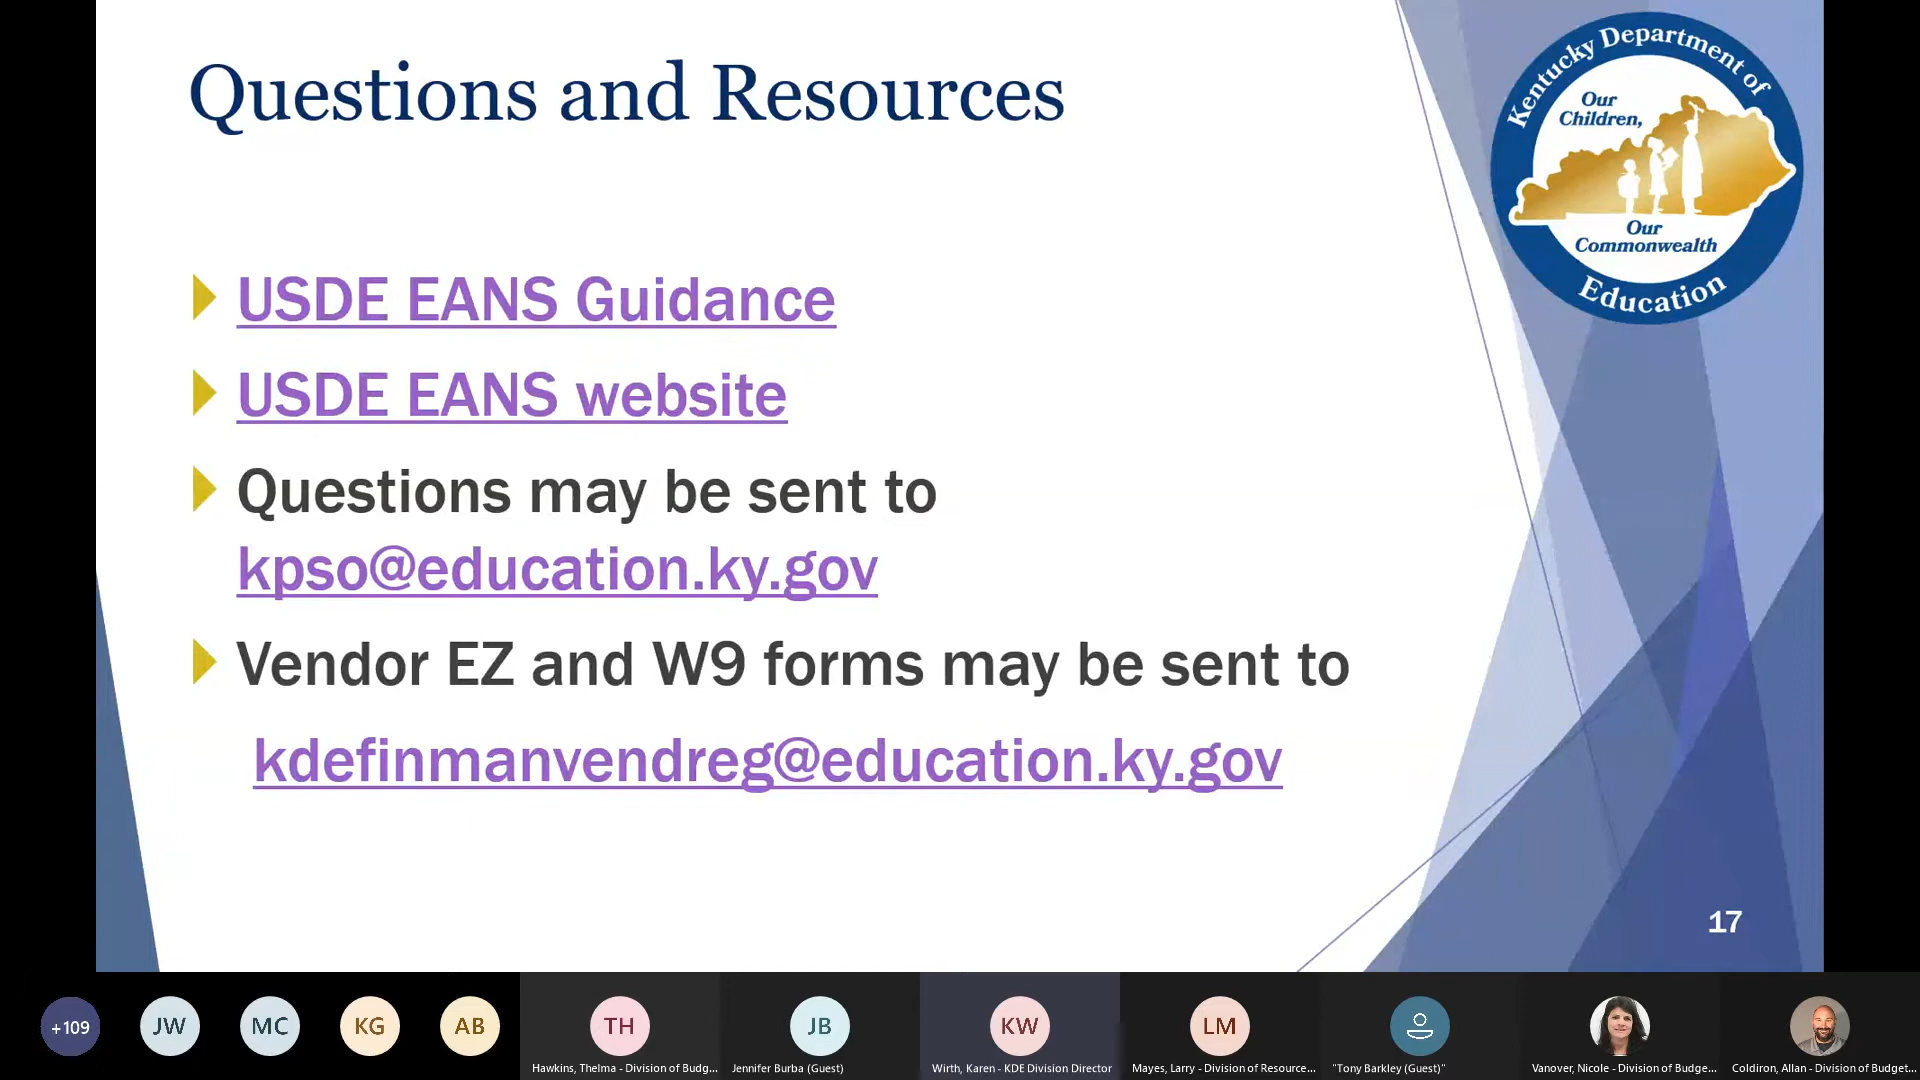 Questions and Resources
Kentucky Department of
Our
Children,
Our
Commonwealth
Education
USDE EANS Guidance
USDE EANS website
Questions may be sent to
kpso@education.ky.gov
Vendor EZ and W9 forms may be sent to
kdefinmanvendreg@education.ky.gov
17
+109
JW
MC
KG
AB
TH
JB
KW
LM
Hawkins, Thelma - Division of Budg...
Jennifer Burba (Guest)
Wirth, Karen - KDE Division Director
Mayes, Larry - Division of Resource...
"Tony Barkley (Guest)"
Vanover, Nicole - Division of Budge...
Coldiron, Allan - Division of Budget...